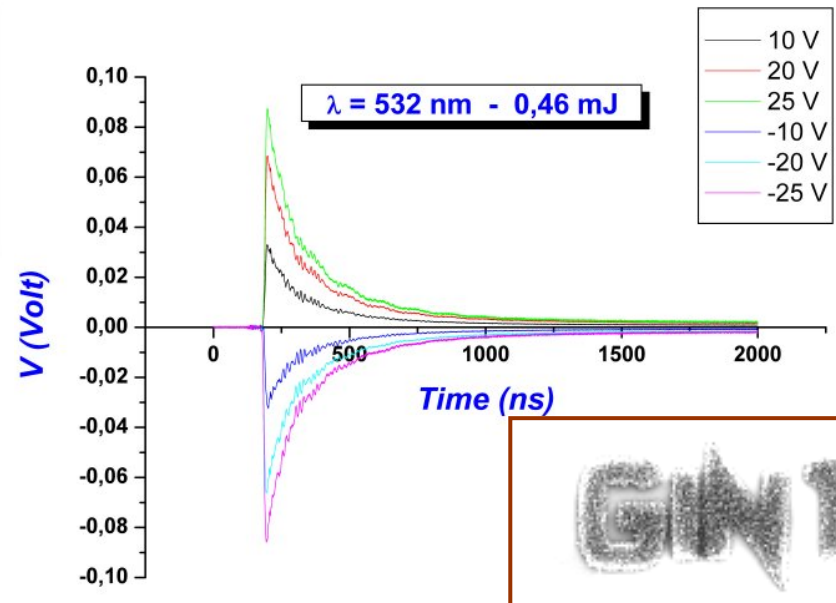 10 V
20 V
25 V
-10 V
-20 V
-25 V
λ = 532 nm - 0,46 mJ
0,10
0,08
0,06
0,04
0,02
0,00
-0,02
-0,04
-0,06
-0,08
-0,10
V (Volt)
0
500
1000
1500
2000
Time (ns)
GINT